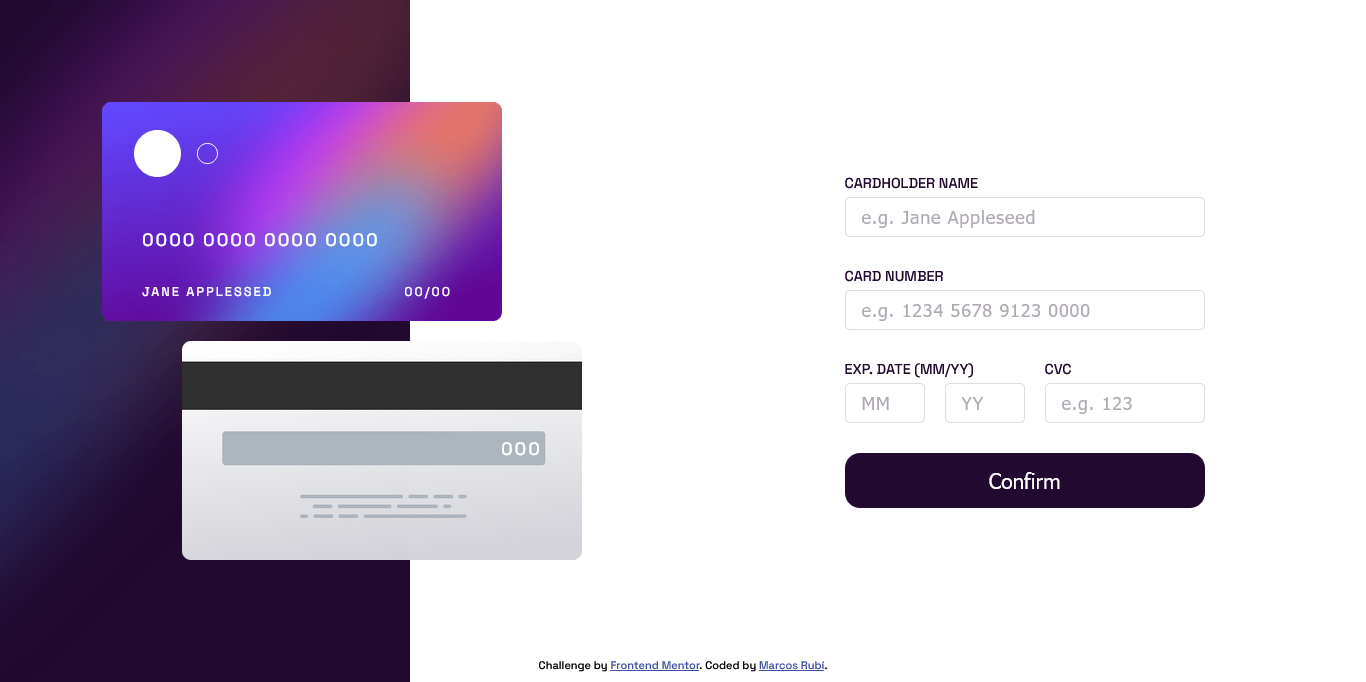 0000 0000 0000 0000
JANE APPLESSED 00/00
000
CARDHOLDER NAME
e.g. Jane Appleseed
CARD NUMBER
e.g. 1234 5678 9123 0000
EXP. DATE (MM/YY) CVC
MM YY e.g. 123
Confirm
Challenge by Frontend Mentor. Coded by Marcos Rubí.